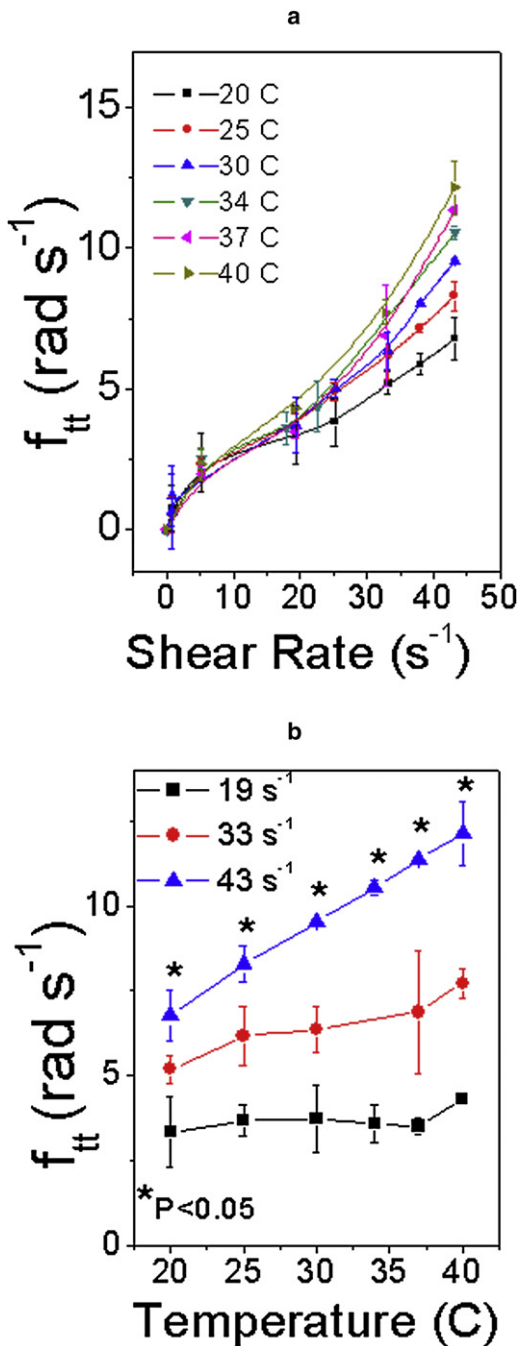 a
15
10
5
0
f_tt (rad s^-1)
20 C
25 C
30 C
34 C
37 C
40 C
0 10 20 30 40 50
Shear Rate (s^-1)
b
10
5
0
f_tt (rad s^-1)
19 s^-1
33 s^-1
43 s^-1
* * * * * *
*P<0.05
20 25 30 35 40
Temperature (C)